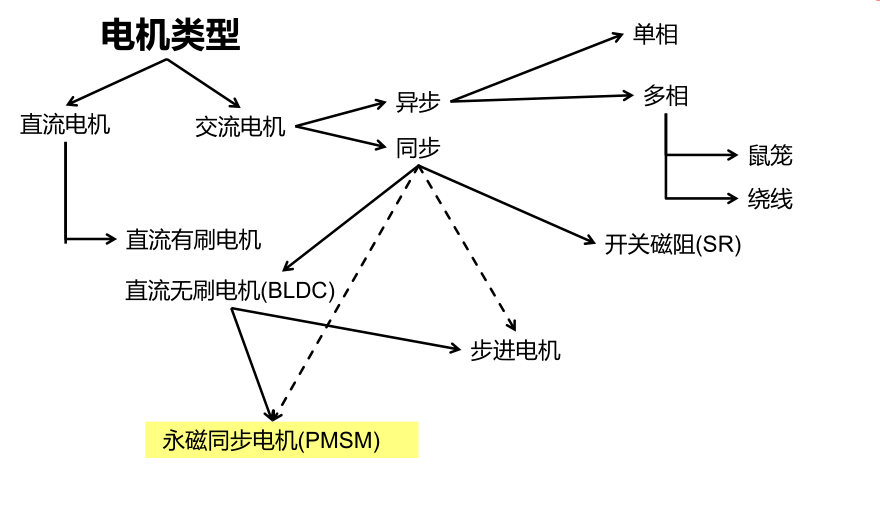 电机类型
单相
异步
多相
直流电机
交流电机
同步
鼠笼
绕线
直流有刷电机
开关磁阻(SR)
直流无刷电机(BLDC)
步进电机
永磁同步电机(PMSM)